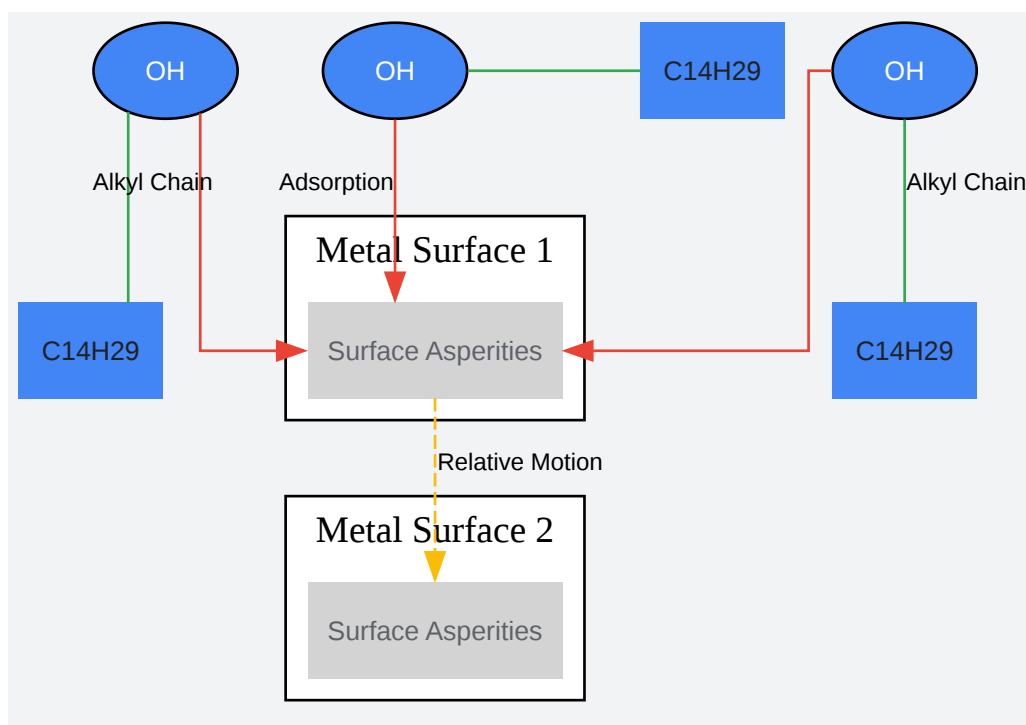 OH
OH
C14H29
OH
Alkyl Chain
Adsorption
Alkyl Chain
Metal Surface 1
C14H29
Surface Asperities
C14H29
Relative Motion
Metal Surface 2
Surface Asperities